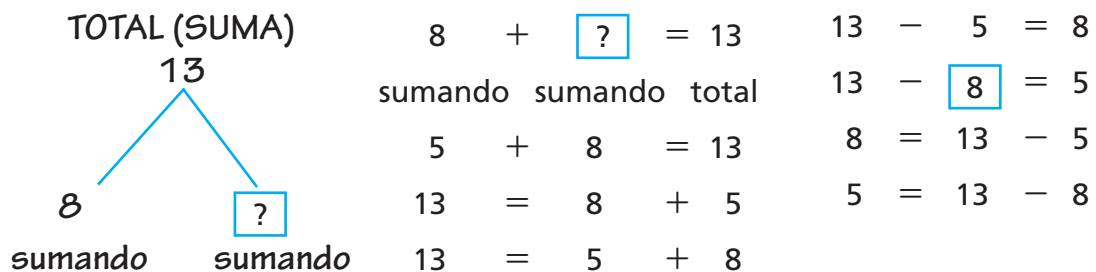 TOTAL (SUMA)
13
8 ?
sumando sumando
8 + ? = 13
sumando sumando total
5 + 8 = 13
13 = 8 + 5
13 = 5 + 8
13 − 5 = 8
13 − 8 = 5
8 = 13 − 5
5 = 13 − 8